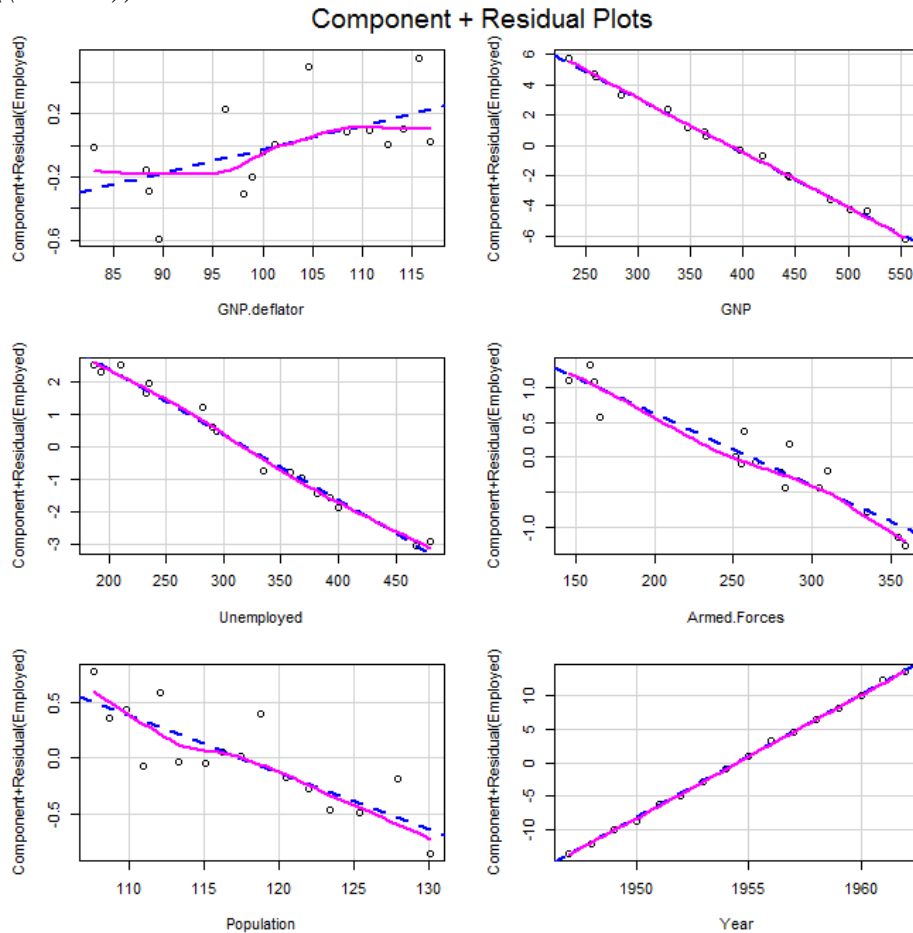 Component + Residual Plots
Component+Residual(Employed)
0.2
-0.2
-0.6
85 90 95 100 105 110 115
GNP.deflator
Component+Residual(Employed)
6
4
2
0
-2
-4
-6
250 300 350 400 450 500 550
GNP
Component+Residual(Employed)
2
1
0
-1
-2
-3
200 250 300 350 400 450
Unemployed
Component+Residual(Employed)
1.0
0.5
0.0
-1.0
150 200 250 300 350
Armed.Forces
Component+Residual(Employed)
0.5
0.0
-0.5
110 115 120 125 130
Population
Component+Residual(Employed)
10
5
0
-5
-10
1950 1955 1960
Year